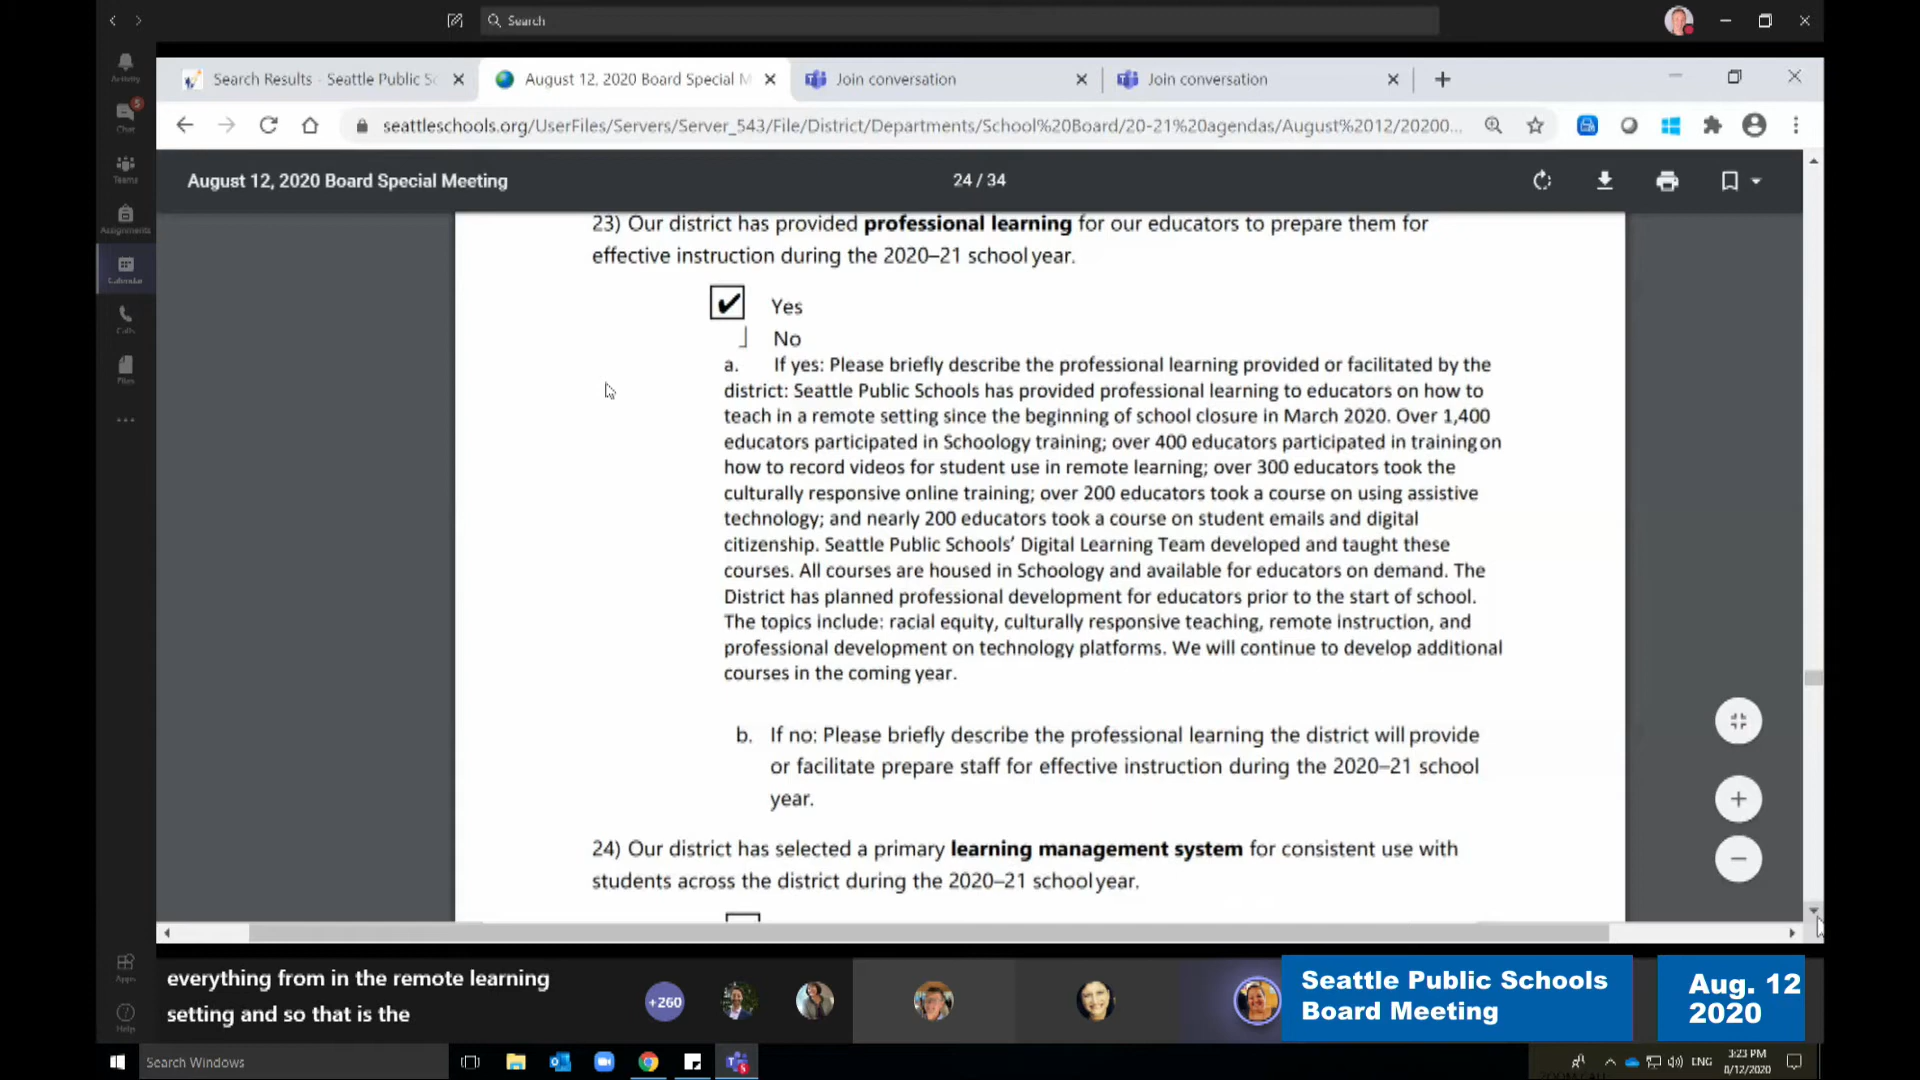 Search
Search Results - Seattle Public Sc
August 12, 2020 Board Special M
Join conversation
Join conversation
seattleschools.org/UserFiles/Servers/Server_543/File/District/Departments/School%20Board/20-21%20agendas/August%2012/20200...
August 12, 2020 Board Special Meeting
24 / 34
Activity
5
Chat
Teams
Assignments
Calendar
Calls
Files
Apps
Help
23) Our district has provided professional learning for our educators to prepare them for
effective instruction during the 2020–21 school year.
Yes
No
a. If yes: Please briefly describe the professional learning provided or facilitated by the
district: Seattle Public Schools has provided professional learning to educators on how to
teach in a remote setting since the beginning of school closure in March 2020. Over 1,400
educators participated in Schoology training; over 400 educators participated in training on
how to record videos for student use in remote learning; over 300 educators took the
culturally responsive online training; over 200 educators took a course on using assistive
technology; and nearly 200 educators took a course on student emails and digital
citizenship. Seattle Public Schools’ Digital Learning Team developed and taught these
courses. All courses are housed in Schoology and available for educators on demand. The
District has planned professional development for educators prior to the start of school.
The topics include: racial equity, culturally responsive teaching, remote instruction, and
professional development on technology platforms. We will continue to develop additional
courses in the coming year.
b. If no: Please briefly describe the professional learning the district will provide
or facilitate prepare staff for effective instruction during the 2020–21 school
year.
24) Our district has selected a primary learning management system for consistent use with
students across the district during the 2020–21 school year.
everything from in the remote learning
setting and so that is the
+260
Seattle Public Schools
Board Meeting
Aug. 12
2020
Search Windows
ENG
3:23 PM
8/12/2020